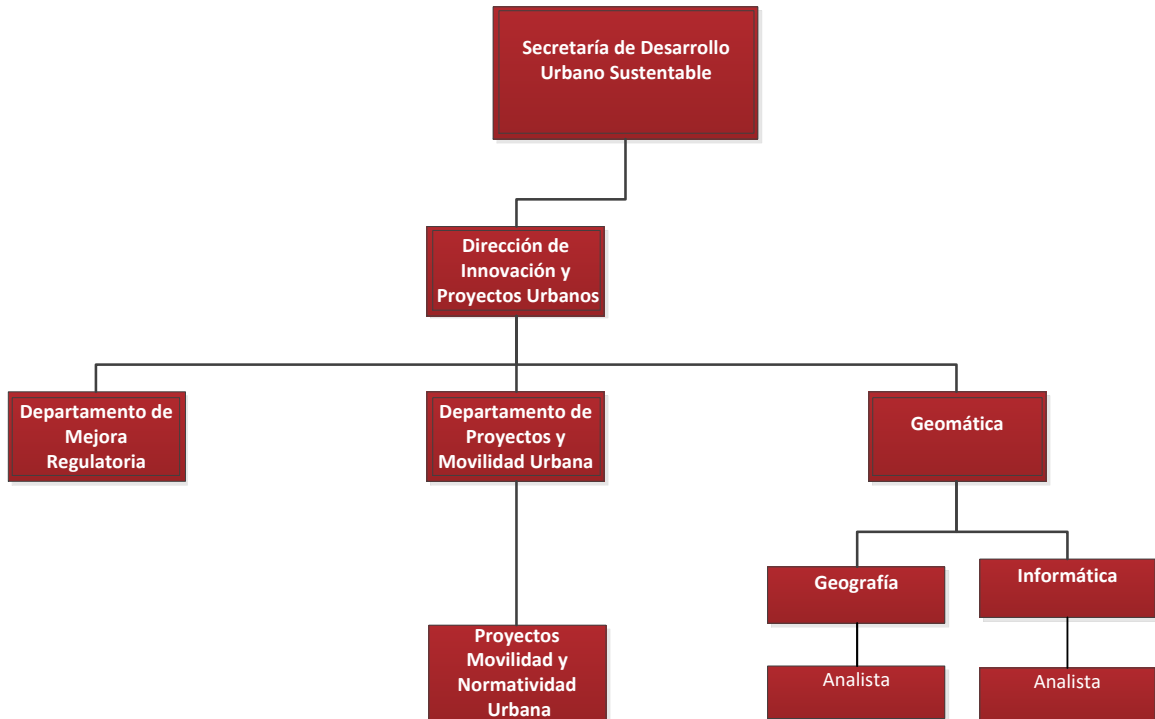 Secretaría de Desarrollo
Urbano Sustentable
Dirección de
Innovación y
Proyectos Urbanos
Departamento de
Mejora
Regulatoria
Departamento de
Proyectos y
Movilidad Urbana
Geomática
Geografía
Informática
Proyectos
Movilidad y
Normatividad
Urbana
Analista
Analista